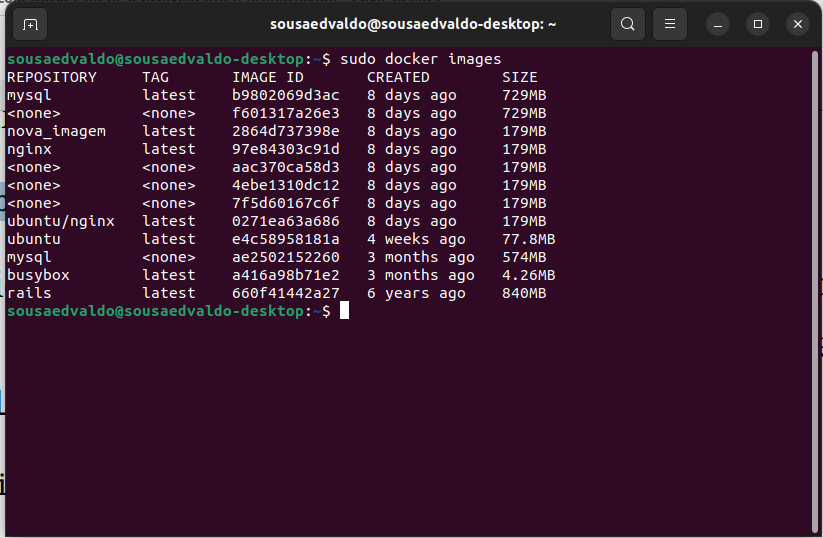 sousaedvaldo@sousaedvaldo-desktop: ~
sousaedvaldo@sousaedvaldo-desktop:~$ sudo docker images
REPOSITORY TAG IMAGE ID CREATED SIZE
mysql latest b9802069d3ac 8 days ago 729MB
<none> <none> f601317a26e3 8 days ago 729MB
nova_imagem latest 2864d737398e 8 days ago 179MB
nginx latest 97e84303c91d 8 days ago 179MB
<none> <none> aac370ca58d3 8 days ago 179MB
<none> <none> 4ebe1310dc12 8 days ago 179MB
<none> <none> 7f5d60167c6f 8 days ago 179MB
ubuntu/nginx latest 0271ea63a686 8 days ago 179MB
ubuntu latest e4c58958181a 4 weeks ago 77.8MB
mysql <none> ae2502152260 3 months ago 574MB
busybox latest a416a98b71e2 3 months ago 4.26MB
rails latest 660f41442a27 6 years ago 840MB
sousaedvaldo@sousaedvaldo-desktop:~$